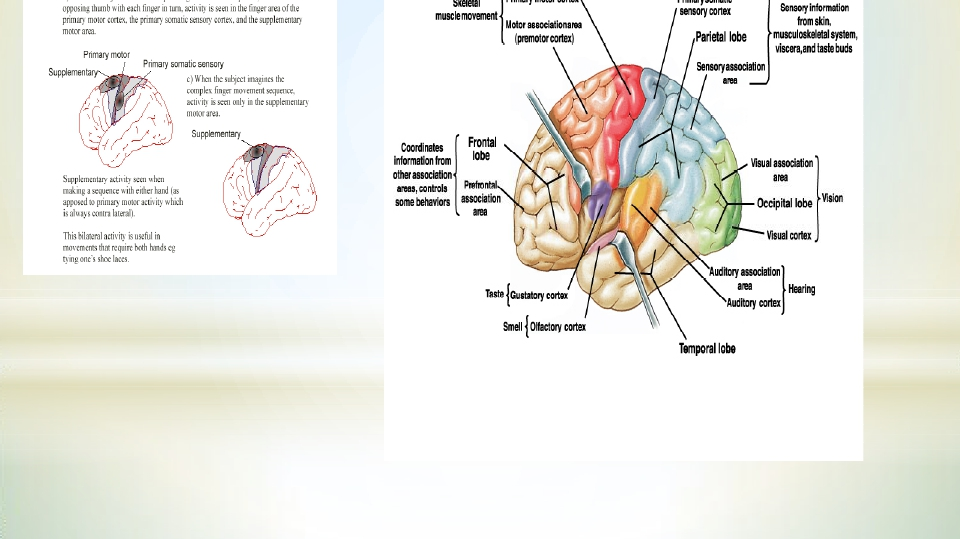 opposing thumb with each finger in turn, activity is seen in the finger area of the
primary motor cortex, the primary somatic sensory cortex, and the supplementary
motor area.
Primary motor
Supplementary
Primary somatic sensory
c) When the subject imagines the
complex finger movement sequence,
activity is seen only in the supplementary
motor area.
Supplementary
Supplementary activity seen when
making a sequence with either hand (as
apposed to primary motor activity which
is always contra lateral).
This bilateral activity is useful in
movements that require both hands eg
tying one's shoe laces.
Skeletal
muscle movement
Motor association area
(premotor cortex)
sensory cortex
Parietal lobe
Sensory association
area
Sensory information
from skin,
musculoskeletal system,
viscera, and taste buds
Coordinates
information from
other association
areas, controls
some behaviors
Frontal
lobe
Prefrontal
association
area
Visual association
area
Occipital lobe
Vision
Visual cortex
Auditory association
area
Hearing
Auditory cortex
Taste
Gustatory cortex
Smell
Olfactory cortex
Temporal lobe